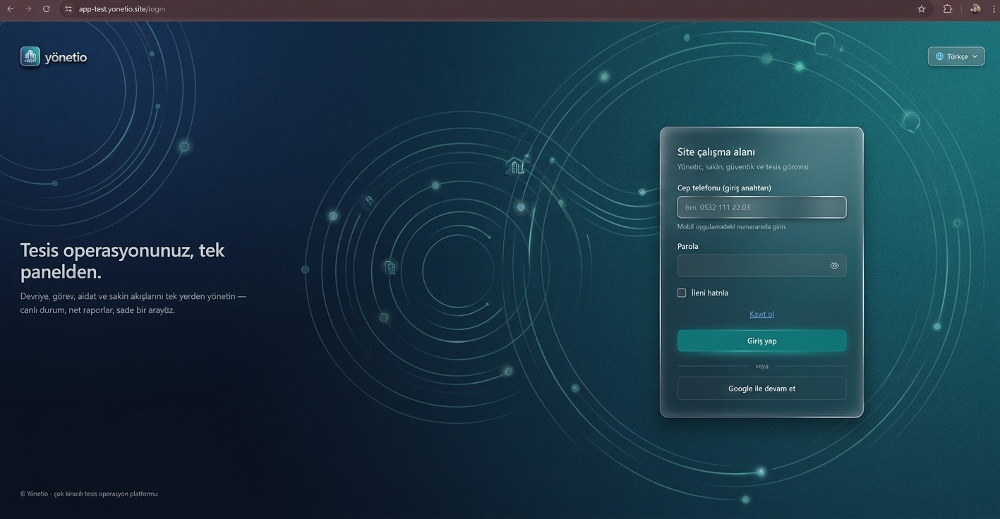 app-test.yonetio.site/login
yönetio
Türkçe
Tesis operasyonunuz, tek
panelden.
Devriye, görev, aidat ve sakin akışlarını tek yerden yönetin —
canlı durum, net raporlar, sade bir arayüz.
Site çalışma alanı
Yönetic, sakin, güventik ve tesis görovisi
Cep telefonu (giriş anahtarı)
6m. 0532 111 22.03
Mobil uygulamadekl numarareda girin.
Parola
İleni hatnla
Kavıt ol
Giriş yap
veya
Google ile devam et
© Yönetio - çok kiracılı tesis operasyon platformu